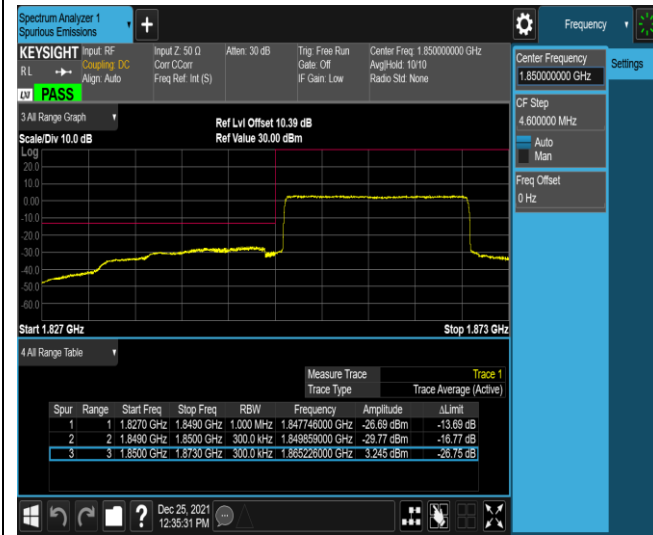 Spectrum Analyzer 1
Spurious Emissions
Frequency
KEYSIGHT
RL
Input: RF
Coupling: DC
Align: Auto
Input Z: 50 Ω
Corr CCorr
Freq Ref: Int (S)
Atten: 30 dB
Trig: Free Run
Gate: Off
IF Gain: Low
Center Freq: 1.850000000 GHz
Avg|Hold: 10/10
Radio Std: None
LXI PASS
Center Frequency
1.85000000 GHz
Settings
CF Step
4.600000 MHz
Auto
Man
Freq Offset
0 Hz
3 All Range Graph
Scale/Div 10.0 dB
Ref Lvl Offset 10.39 dB
Ref Value 30.00 dBm
Log
20.0
10.0
0.00
-10.0
-20.0
-30.0
-40.0
-50.0
-60.0
Start 1.827 GHz
Stop 1.873 GHz
4 All Range Table
Measure Trace Trace 1
Trace Type Trace Average (Active)
Spur Range Start Freq Stop Freq RBW Frequency Amplitude ΔLimit
1 1 1.8270 GHz 1.8490 GHz 1.000 MHz 1.847746000 GHz -26.69 dBm -13.69 dB
2 2 1.8490 GHz 1.8500 GHz 300.0 kHz 1.849859000 GHz -29.77 dBm -16.77 dB
3 3 1.8500 GHz 1.8730 GHz 300.0 kHz 1.865226000 GHz 3.245 dBm -26.75 dB
Dec 25, 2021
12:35:31 PM